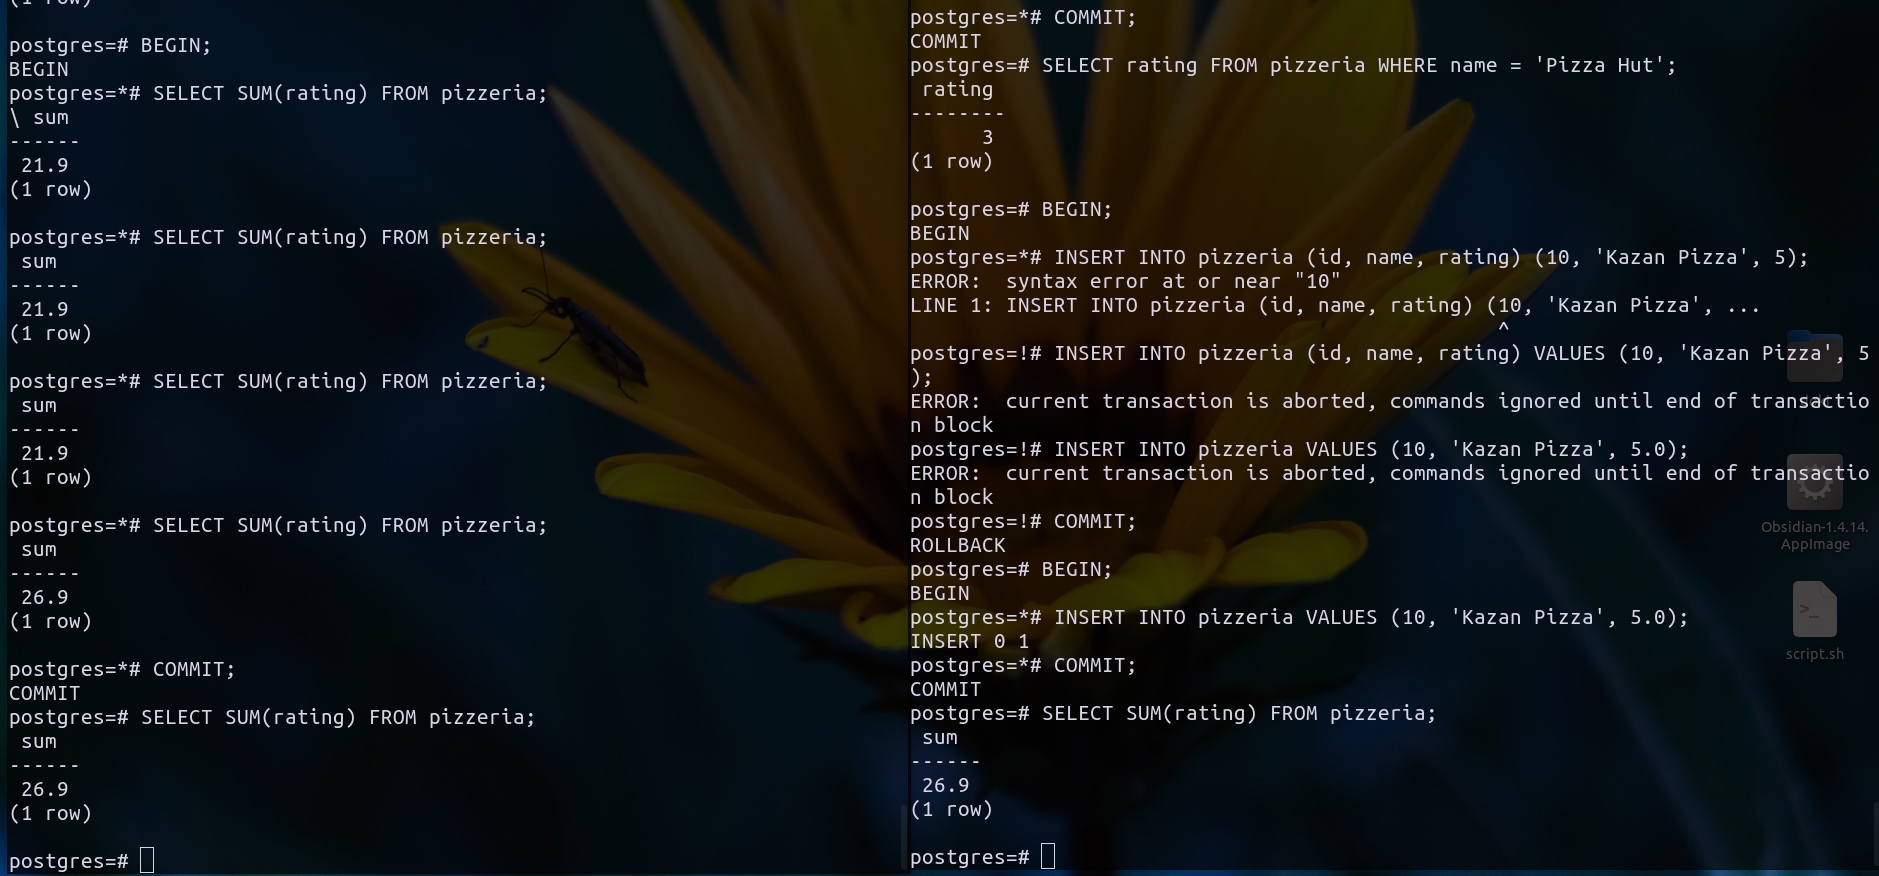 (1 row)
postgres=# BEGIN;
BEGIN
postgres=*# SELECT SUM(rating) FROM pizzeria;
\ sum
------
 21.9
(1 row)
postgres=*# SELECT SUM(rating) FROM pizzeria;
 sum
------
 21.9
(1 row)
postgres=*# SELECT SUM(rating) FROM pizzeria;
 sum
------
 21.9
(1 row)
postgres=*# SELECT SUM(rating) FROM pizzeria;
 sum
------
 26.9
(1 row)
postgres=*# COMMIT;
COMMIT
postgres=# SELECT SUM(rating) FROM pizzeria;
 sum
------
 26.9
(1 row)
postgres=#
postgres=*# COMMIT;
COMMIT
postgres=# SELECT rating FROM pizzeria WHERE name = 'Pizza Hut';
 rating
--------
      3
(1 row)
postgres=# BEGIN;
BEGIN
postgres=*# INSERT INTO pizzeria (id, name, rating) (10, 'Kazan Pizza', 5);
ERROR:  syntax error at or near "10"
LINE 1: INSERT INTO pizzeria (id, name, rating) (10, 'Kazan Pizza', ...
                                                 ^
postgres=!# INSERT INTO pizzeria (id, name, rating) VALUES (10, 'Kazan Pizza', 5
);
ERROR:  current transaction is aborted, commands ignored until end of transactio
n block
postgres=!# INSERT INTO pizzeria VALUES (10, 'Kazan Pizza', 5.0);
ERROR:  current transaction is aborted, commands ignored until end of transactio
n block
postgres=!# COMMIT;
ROLLBACK
postgres=# BEGIN;
BEGIN
postgres=*# INSERT INTO pizzeria VALUES (10, 'Kazan Pizza', 5.0);
INSERT 0 1
postgres=*# COMMIT;
COMMIT
postgres=# SELECT SUM(rating) FROM pizzeria;
 sum
------
 26.9
(1 row)
postgres=#
Obsidian-1.4.14.
AppImage
>_
script.sh